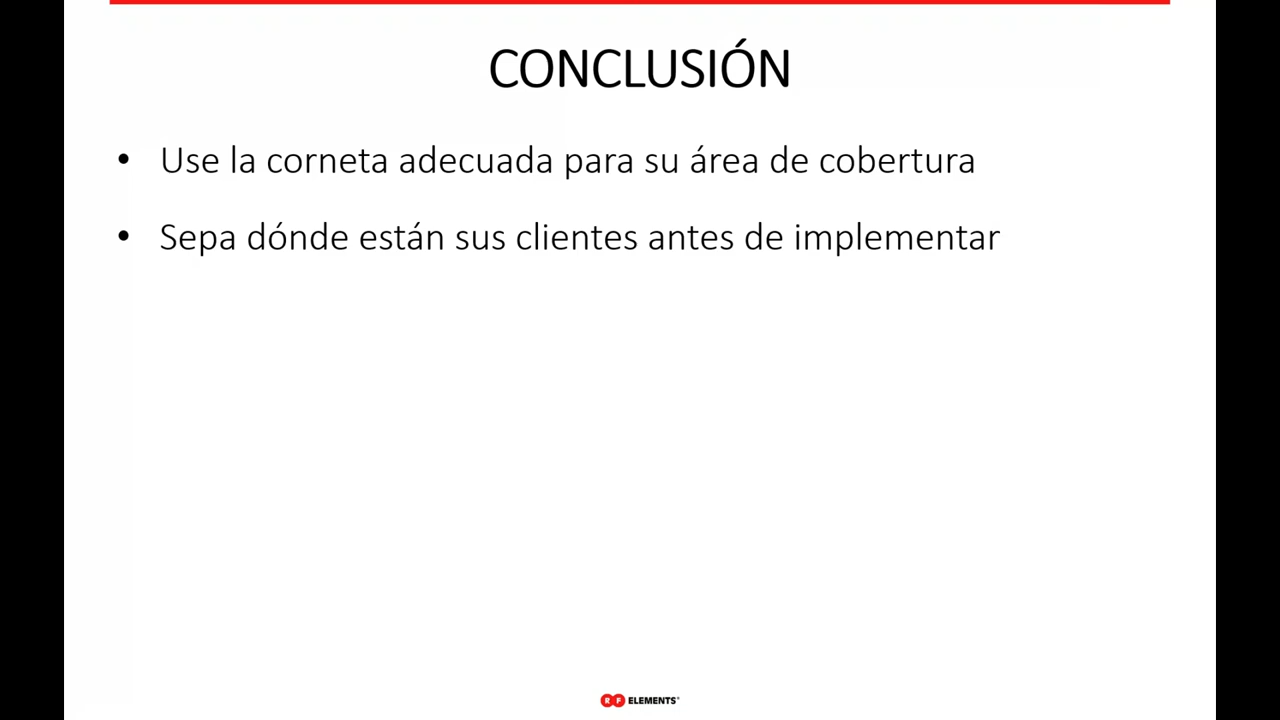 CONCLUSIÓN
• Use la corneta adecuada para su área de cobertura
• Sepa dónde están sus clientes antes de implementar
RF ELEMENTS®